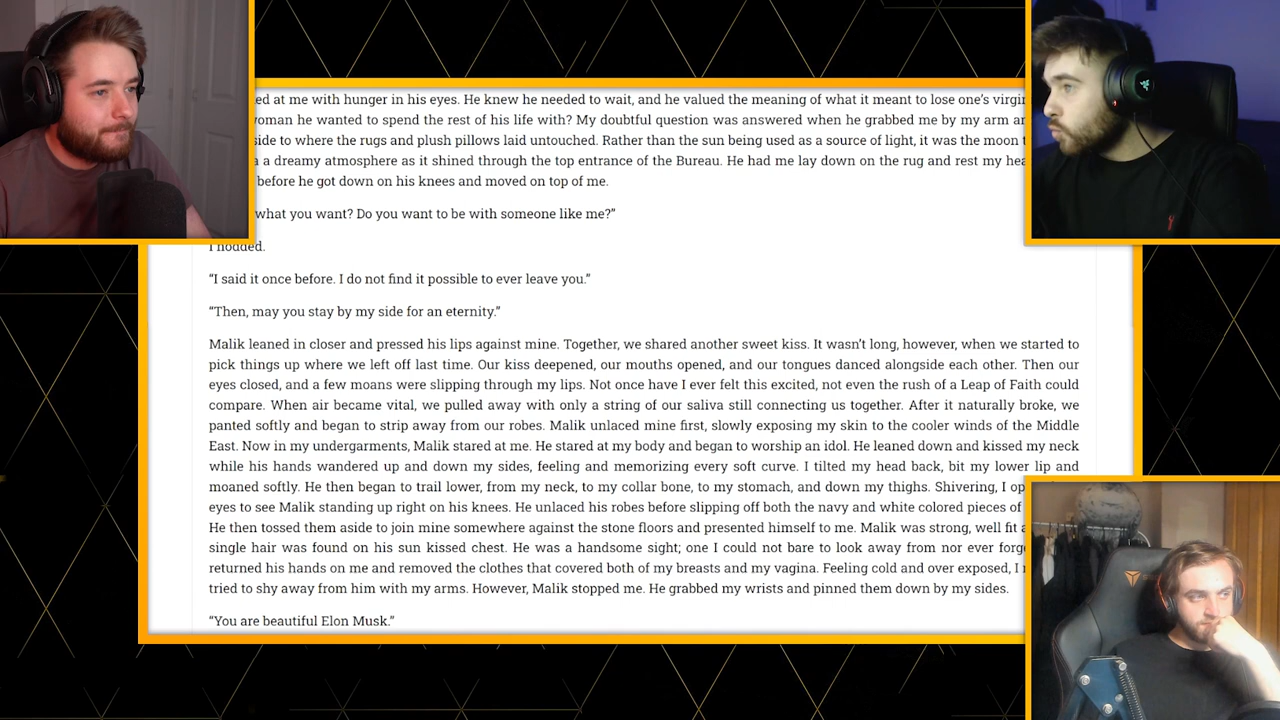 at me with hunger in his eyes. He knew he needed to wait, and he valued the meaning of what it meant to lose one's
he wanted to spend the rest of his life with? My doubtful question was answered when he grabbed me by my arm
to where the rugs and plush pillows laid untouched. Rather than the sun being used as a source of light, it was the moon
a dreamy atmosphere as it shined through the top entrance of the Bureau. He had me lay down on the rug and rest my
before he got down on his knees and moved on top of me.
what you want? Do you want to be with someone like me?”
I nodded.
“I said it once before. I do not find it possible to ever leave you.”
“Then, may you stay by my side for an eternity.”
Malik leaned in closer and pressed his lips against mine. Together, we shared another sweet kiss. It wasn’t long, however, when we started to
pick things up where we left off last time. Our kiss deepened, our mouths opened, and our tongues danced alongside each other. Then our
eyes closed, and a few moans were slipping through my lips. Not once have I ever felt this excited, not even the rush of a Leap of Faith could
compare. When air became vital, we pulled away with only a string of our saliva still connecting us together. After it naturally broke, we
panted softly and began to strip away from our robes. Malik unlaced mine first, slowly exposing my skin to the cooler winds of the Middle
East. Now in my undergarments, Malik stared at me. He stared at my body and began to worship an idol. He leaned down and kissed my neck
while his hands wandered up and down my sides, feeling and memorizing every soft curve. I tilted my head back, bit my lower lip and
moaned softly. He then began to trail lower, from my neck, to my collar bone, to my stomach, and down my thighs. Shivering, I
eyes to see Malik standing up right on his knees. He unlaced his robes before slipping off both the navy and white colored pieces of
He then tossed them aside to join mine somewhere against the stone floors and presented himself to me. Malik was strong, well fit
single hair was found on his sun kissed chest. He was a handsome sight; one I could not bare to look away from nor ever
returned his hands on me and removed the clothes that covered both of my breasts and my vagina. Feeling cold and over exposed, I
tried to shy away from him with my arms. However, Malik stopped me. He grabbed my wrists and pinned them down by my sides.
“You are beautiful Elon Musk.”